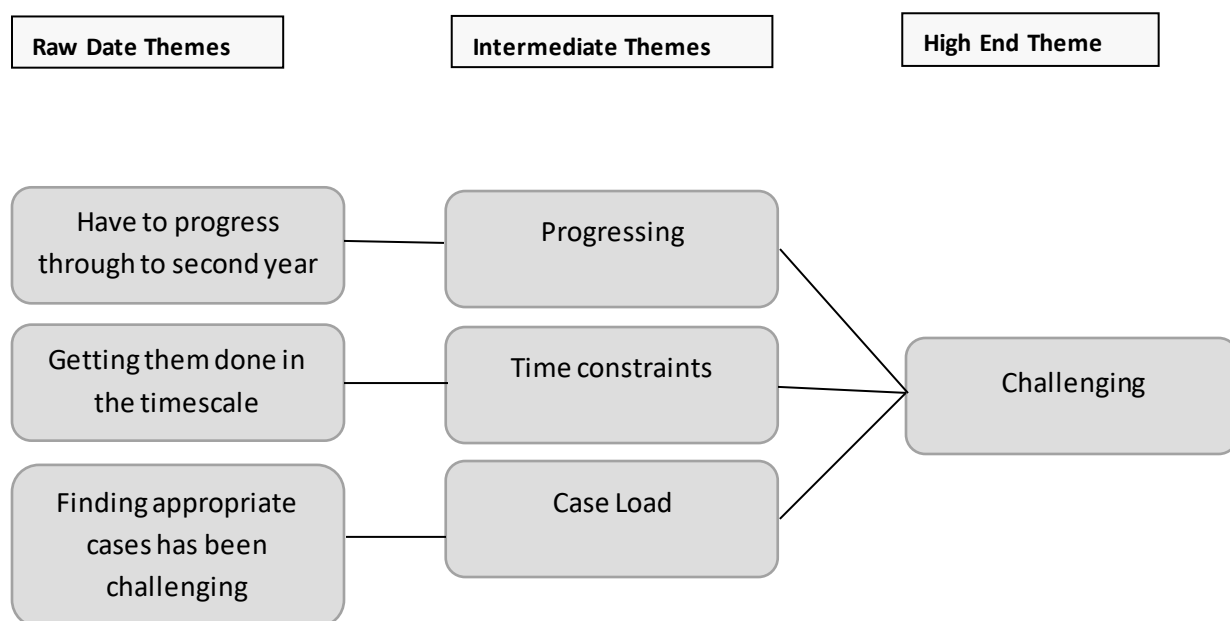 Raw Date Themes
Intermediate Themes
High End Theme
Have to progress
through to second year
Progressing
Getting them done in
the timescale
Time constraints
Challenging
Finding appropriate
cases has been
challenging
Case Load